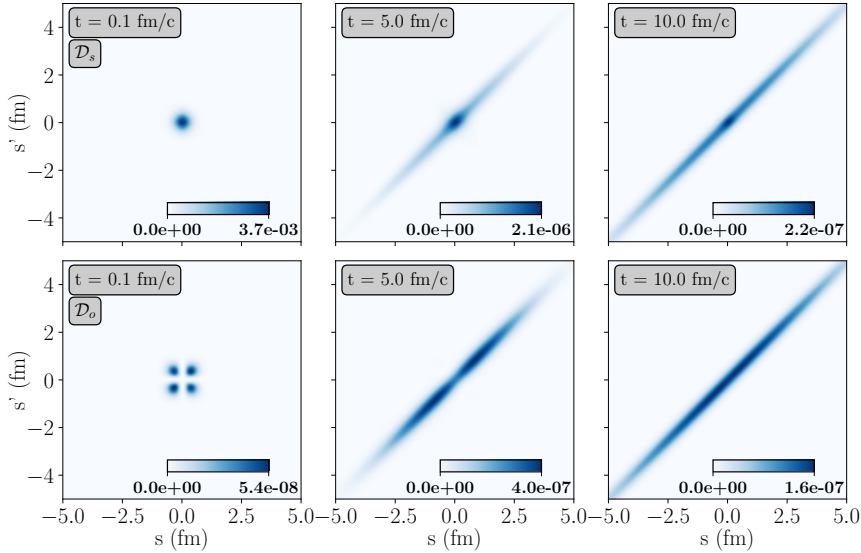 t = 0.1 fm/c
𝒟ₛ
t = 5.0 fm/c
t = 10.0 fm/c
s' (fm)
4
2
0
−2
−4
0.0e+00 3.7e-03
0.0e+00 2.1e-06
0.0e+00 2.2e-07
t = 0.1 fm/c
𝒟ₒ
t = 5.0 fm/c
t = 10.0 fm/c
s' (fm)
4
2
0
−2
−4
0.0e+00 5.4e-08
0.0e+00 4.0e-07
0.0e+00 1.6e-07
−5.0 −2.5 0.0 2.5 5.0
−5.0 −2.5 0.0 2.5 5.0
−5.0 −2.5 0.0 2.5 5.0
s (fm)
s (fm)
s (fm)